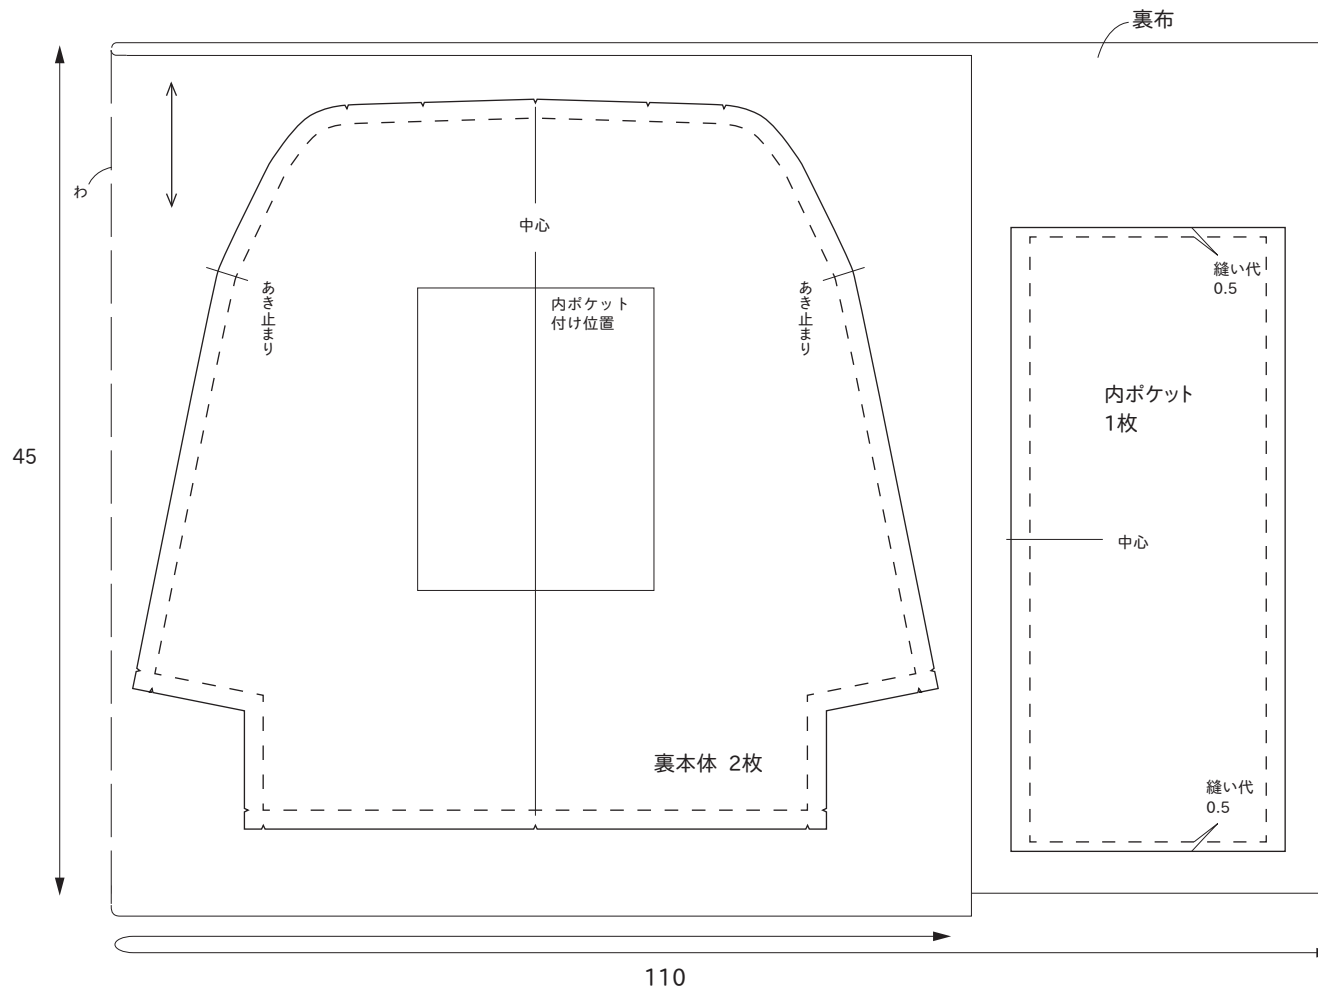 裏布
わ
中心
あき止まり
内ポケット
付け位置
あき止まり
縫い代
0.5
内ポケット
1枚
45
中心
裏本体 2枚
縫い代
0.5
110